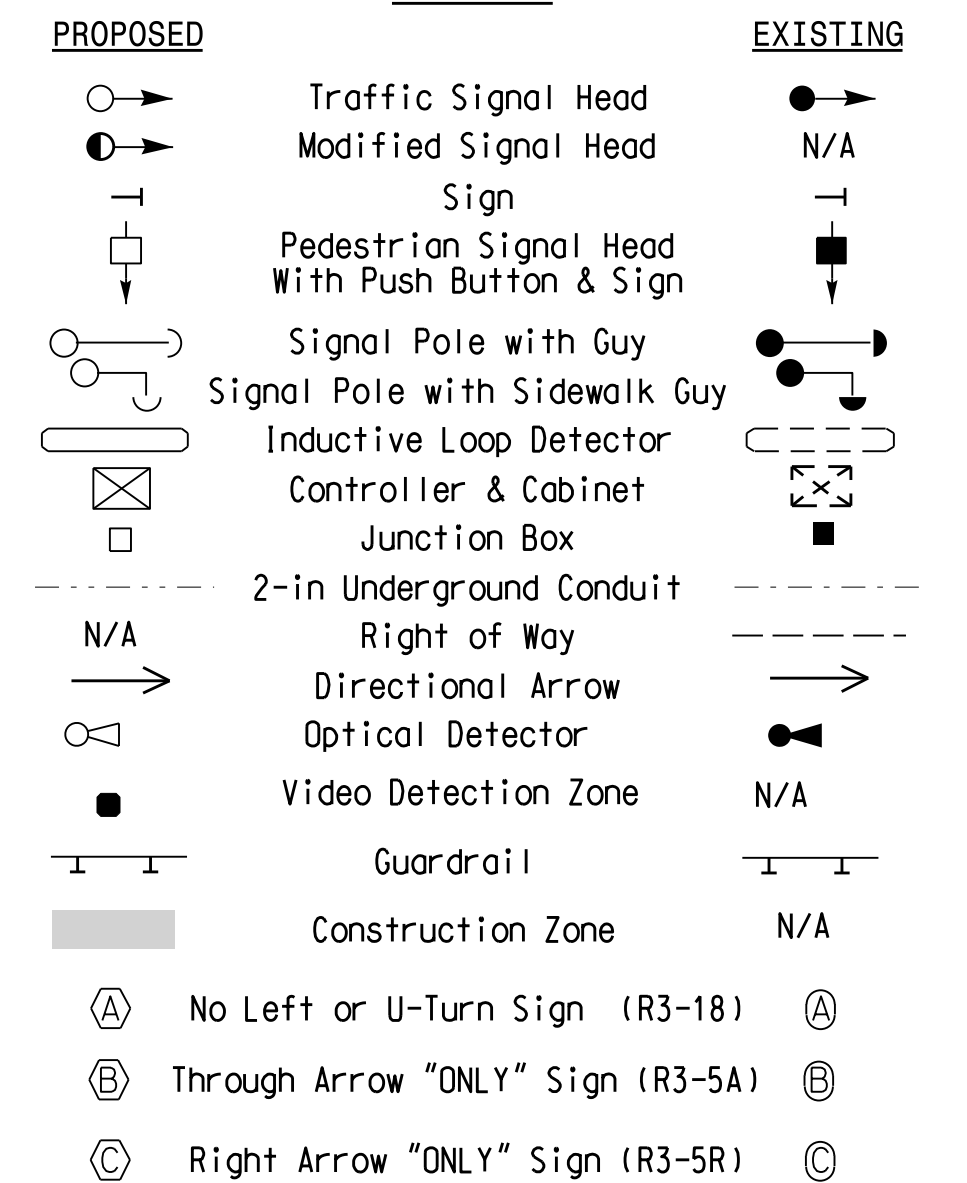 PROPOSED EXISTING
Traffic Signal Head
Modified Signal Head N/A
Sign
Pedestrian Signal Head
With Push Button & Sign
Signal Pole with Guy
Signal Pole with Sidewalk Guy
Inductive Loop Detector
Controller & Cabinet
Junction Box
2-in Underground Conduit
N/A Right of Way
Directional Arrow
Optical Detector
Video Detection Zone N/A
Guardrail
Construction Zone N/A
A No Left or U-Turn Sign (R3-18) A
B Through Arrow "ONLY" Sign (R3-5A) B
C Right Arrow "ONLY" Sign (R3-5R) C